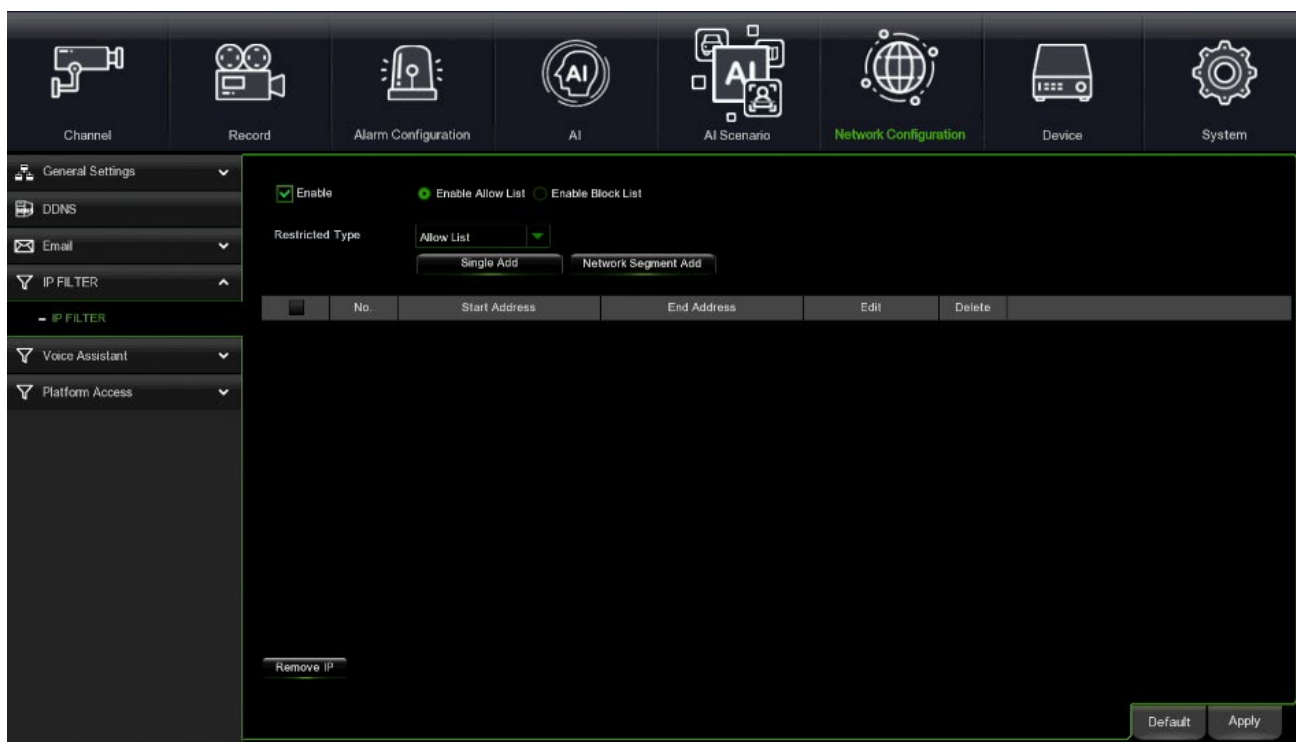 AI
AI
Channel
Record
Alarm Configuration
AI
AI Scenario
Network Configuration
Device
System
General Settings
DDNS
Email
IP FILTER
– IP FILTER
Voice Assistant
Platform Access
Enable
Enable Allow List
Enable Block List
Restricted Type
Allow List
Single Add
Network Segment Add
No.
Start Address
End Address
Edit
Delete
Remove IP
Default
Apply